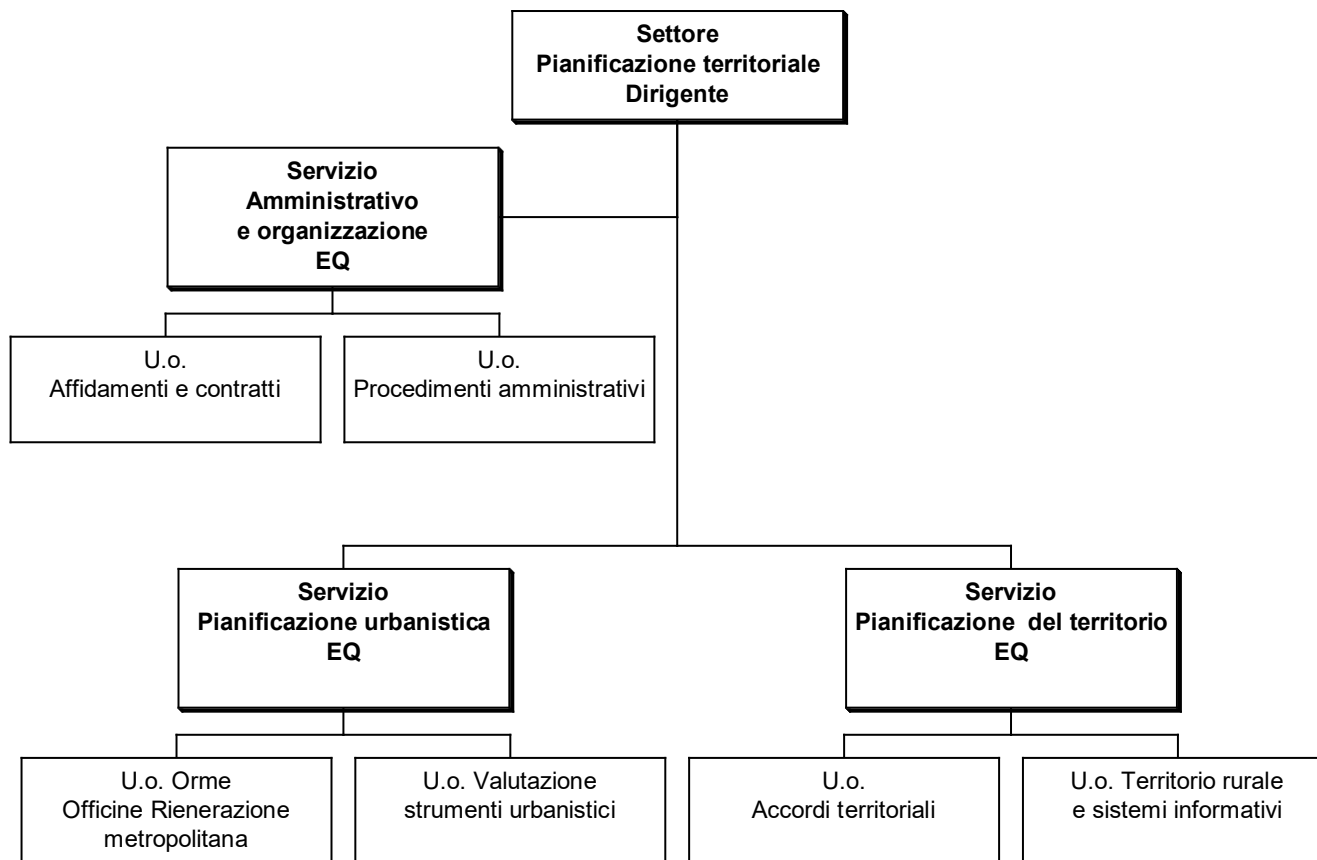 Settore
Pianificazione territoriale
Dirigente
Servizio
Amministrativo
e organizzazione
EQ
U.o.
Affidamenti e contratti
U.o.
Procedimenti amministrativi
Servizio
Pianificazione urbanistica
EQ
Servizio
Pianificazione del territorio
EQ
U.o. Orme
Officine Rienerazione
metropolitana
U.o. Valutazione
strumenti urbanistici
U.o.
Accordi territoriali
U.o. Territorio rurale
e sistemi informativi